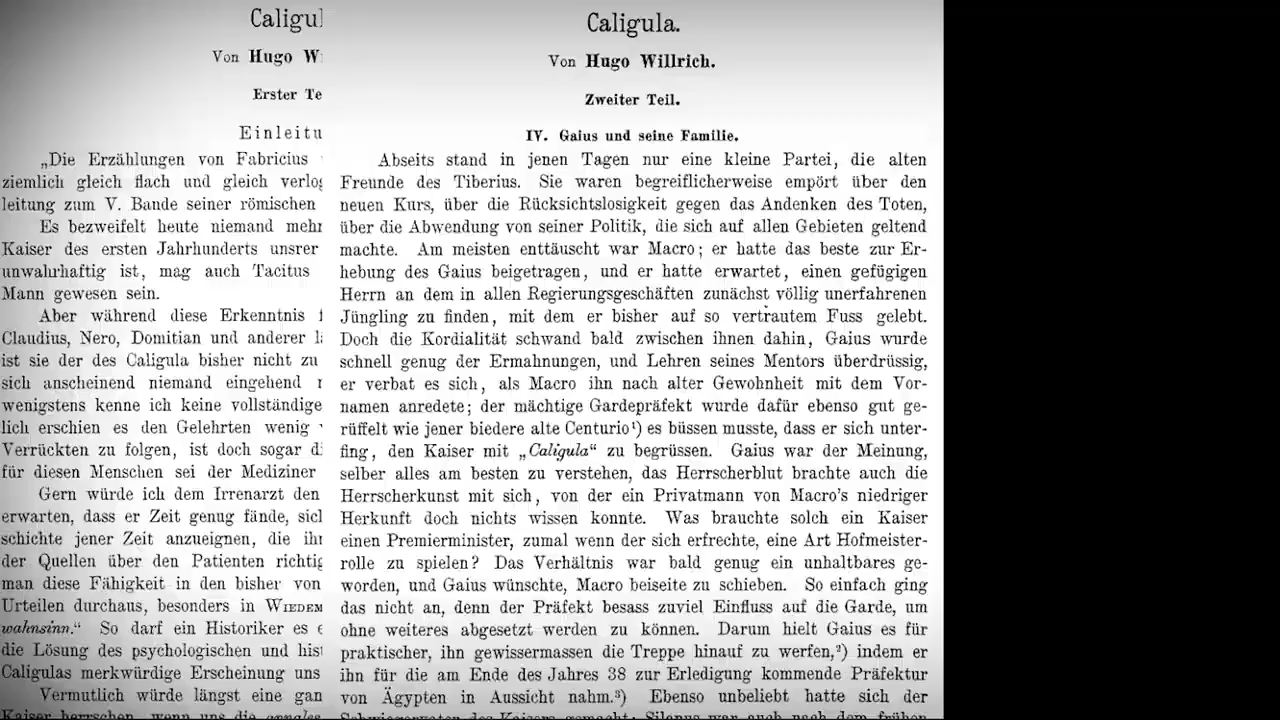 Caligul
Von Hugo W
Erster Te
Einleitu
„Die Erzählungen von Fabricius
ziemlich gleich flach und gleich verlog
leitung zum V. Bande seiner römischen
Es bezweifelt heute niemand mehr
Kaiser des ersten Jahrhunderts unsrer
unwahrhaftig ist, mag auch Tacitus
Mann gewesen sein.
Aber während diese Erkenntnis
Claudius, Nero, Domitian und anderer
ist sie der des Caligula bisher nicht zu
sich anscheinend niemand eingehend
wenigstens kenne ich keine vollständige
lich erschien es den Gelehrten wenig
Verrückten zu folgen, ist doch sogar
für diesen Menschen sei der Mediziner
Gern würde ich dem Irrenarzt den
erwarten, dass er Zeit genug fände,
schichte jener Zeit anzueignen, die
der Quellen über den Patienten richtig
man diese Fähigkeit in den bisher von
Urteilen durchaus, besonders in WIEDEM
wahnsinn.“ So darf ein Historiker es
die Lösung des psychologischen und hist
Caligulas merkwürdige Erscheinung uns
Vermutlich würde längst eine gan
Kaiser herrschen, wenn uns die annales
Caligula.
Von Hugo Willrich.
Zweiter Teil.
IV. Gaius und seine Familie.
Abseits stand in jenen Tagen nur eine kleine Partei, die alten
Freunde des Tiberius. Sie waren begreiflicherweise empört über den
neuen Kurs, über die Rücksichtslosigkeit gegen das Andenken des Toten,
über die Abwendung von seiner Politik, die sich auf allen Gebieten geltend
machte. Am meisten enttäuscht war Macro; er hatte das beste zur Er-
hebung des Gaius beigetragen, und er hatte erwartet, einen gefügigen
Herrn an dem in allen Regierungsgeschäften zunächst völlig unerfahrenen
Jüngling zu finden, mit dem er bisher auf so vertrautem Fuss gelebt.
Doch die Kordialität schwand bald zwischen ihnen dahin, Gaius wurde
schnell genug der Ermahnungen, und Lehren seines Mentors überdrüssig,
er verbat es sich, als Macro ihn nach alter Gewohnheit mit dem Vor-
namen anredete; der mächtige Gardepräfekt wurde dafür ebenso gut ge-
rüffelt wie jener biedere alte Centurio¹) es büssen musste, dass er sich unter-
fing, den Kaiser mit „Caligula“ zu begrüssen. Gaius war der Meinung,
selber alles am besten zu verstehen, das Herrscherblut brachte auch die
Herrscherkunst mit sich, von der ein Privatmann von Macro's niedriger
Herkunft doch nichts wissen konnte. Was brauchte solch ein Kaiser
einen Premierminister, zumal wenn der sich erfrechte, eine Art Hofmeister-
rolle zu spielen? Das Verhältnis war bald genug ein unhaltbares ge-
worden, und Gaius wünschte, Macro beiseite zu schieben. So einfach ging
das nicht an, denn der Präfekt besass zuviel Einfluss auf die Garde, um
ohne weiteres abgesetzt werden zu können. Darum hielt Gaius es für
praktischer, ihn gewissermassen die Treppe hinauf zu werfen,²) indem er
ihn für die am Ende des Jahres 38 zur Erledigung kommende Präfektur
von Ägypten in Aussicht nahm.³) Ebenso unbeliebt hatte sich der
Schwiegervater des Kaisers gemacht; Silanus war auch nach dem frühen